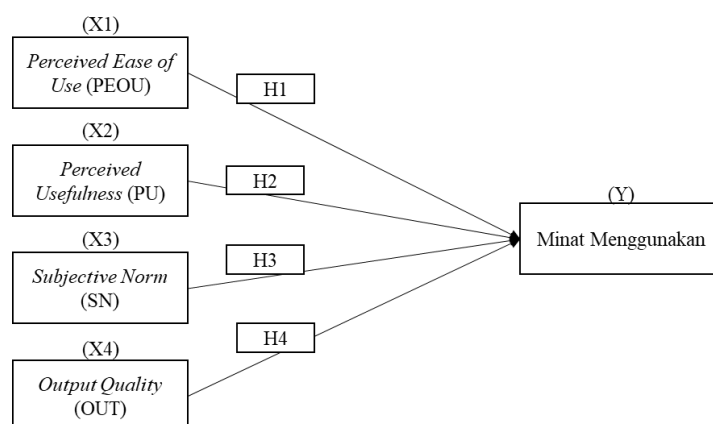 (X1)
Perceived Ease of
Use (PEOU)
H1
(X2)
Perceived
Usefulness (PU)
H2
(Y)
Minat Menggunakan
(X3)
Subjective Norm
(SN)
H3
(X4)
Output Quality
(OUT)
H4